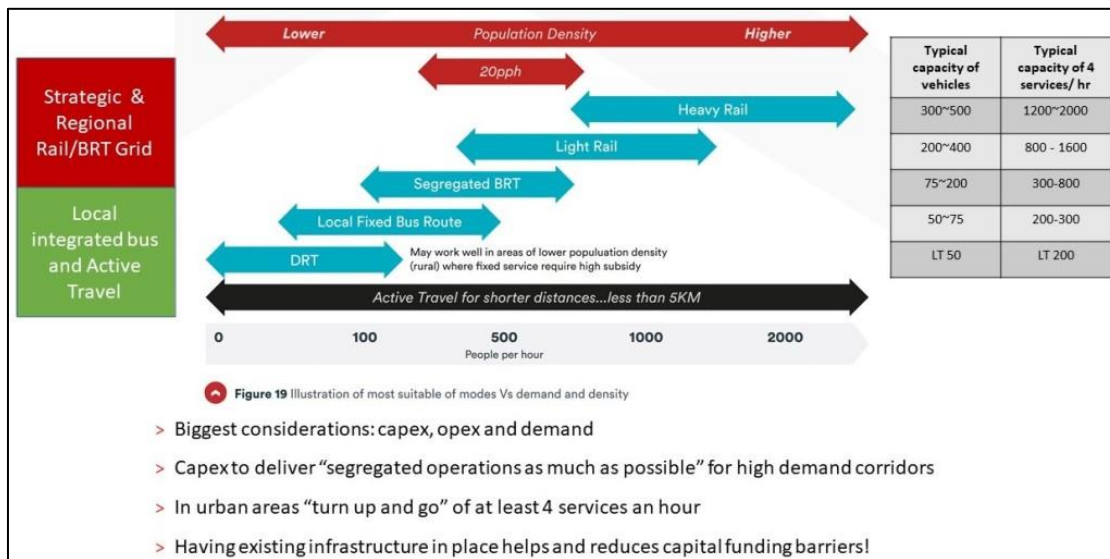 Lower Population Density Higher
20pph
Heavy Rail
Light Rail
Segregated BRT
Local Fixed Bus Route
DRT
May work well in areas of lower populuation density
(rural) where fixed service require high subsidy
Active Travel for shorter distances...less than 5KM
0 100 500 1000 2000
People per hour
Strategic &
Regional
Rail/BRT Grid
Local
integrated bus
and Active
Travel
Typical
capacity of
vehicles
Typical
capacity of 4
services/ hr
300~500 1200~2000
200~400 800 - 1600
75~200 300-800
50~75 200-300
LT 50 LT 200
Figure 19 Illustration of most suitable of modes Vs demand and density
> Biggest considerations: capex, opex and demand
> Capex to deliver “segregated operations as much as possible” for high demand corridors
> In urban areas “turn up and go” of at least 4 services an hour
> Having existing infrastructure in place helps and reduces capital funding barriers!